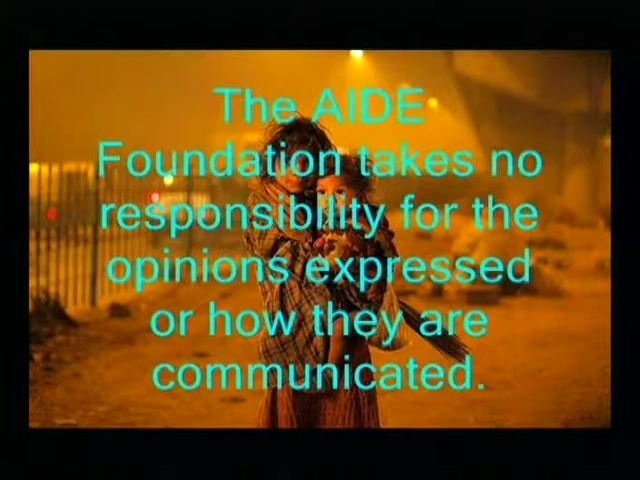 The AIDE
Foundation takes no
responsibility for the
opinions expressed
or how they are
communicated.